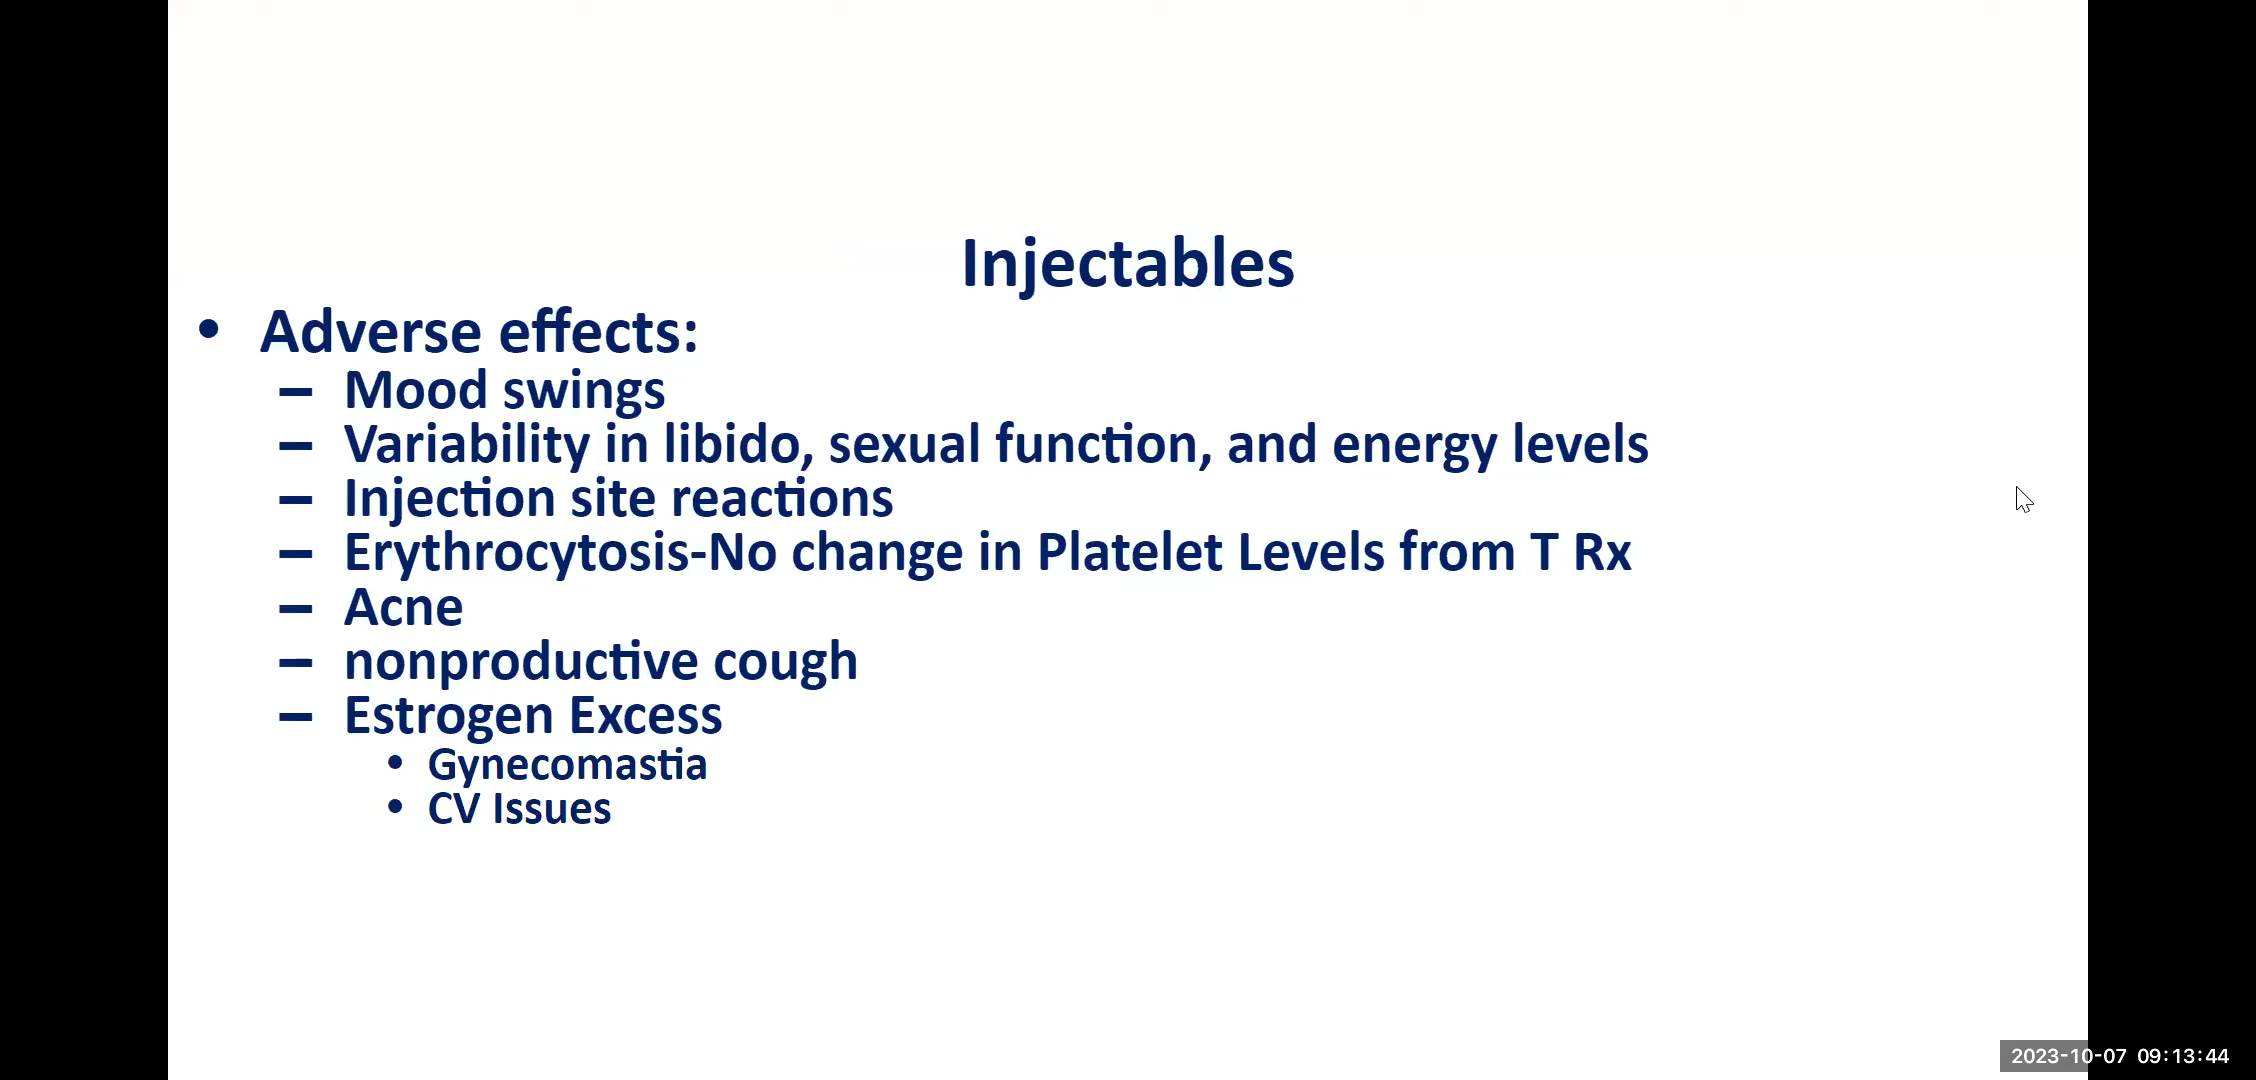 Injectables
• Adverse effects:
– Mood swings
– Variability in libido, sexual function, and energy levels
– Injection site reactions
– Erythrocytosis-No change in Platelet Levels from T Rx
– Acne
– nonproductive cough
– Estrogen Excess
• Gynecomastia
• CV Issues
2023-10-07 09:13:44